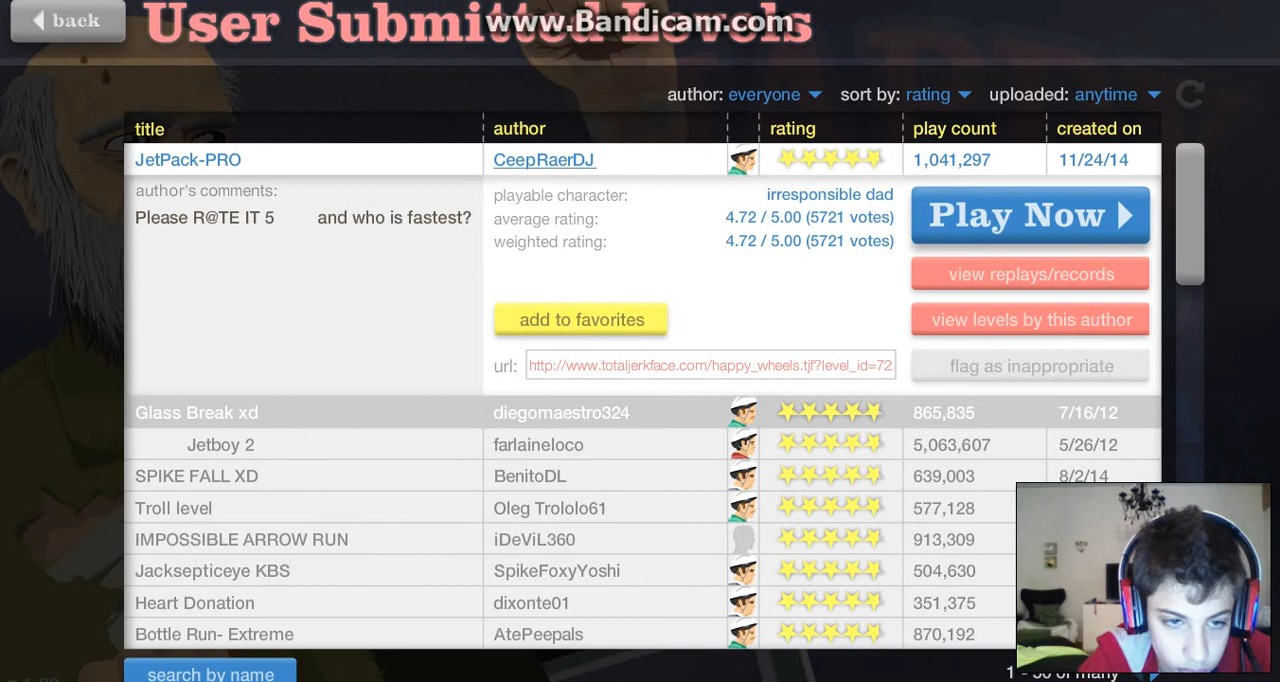 back
User Submitted Levels
www.Bandicam.com
author: everyone sort by: rating uploaded: anytime
title author rating play count created on
JetPack-PRO CeepRaerDJ 1,041,297 11/24/14
author's comments:
Please R@TE IT 5 and who is fastest?
playable character: irresponsible dad
average rating: 4.72 / 5.00 (5721 votes)
weighted rating: 4.72 / 5.00 (5721 votes)
Play Now
view replays/records
add to favorites
view levels by this author
url: http://www.totaljerkface.com/happy_wheels.tjf?level_id=72
flag as inappropriate
Glass Break xd diegomaestro324 865,835 7/16/12
Jetboy 2 farlaineloco 5,063,607 5/26/12
SPIKE FALL XD BenitoDL 639,003 8/2/14
Troll level Oleg Trololo61 577,128
IMPOSSIBLE ARROW RUN iDeViL360 913,309
Jacksepticeye KBS SpikeFoxyYoshi 504,630
Heart Donation dixonte01 351,375
Bottle Run- Extreme AtePeepals 870,192
search by name
1 - 50 of many